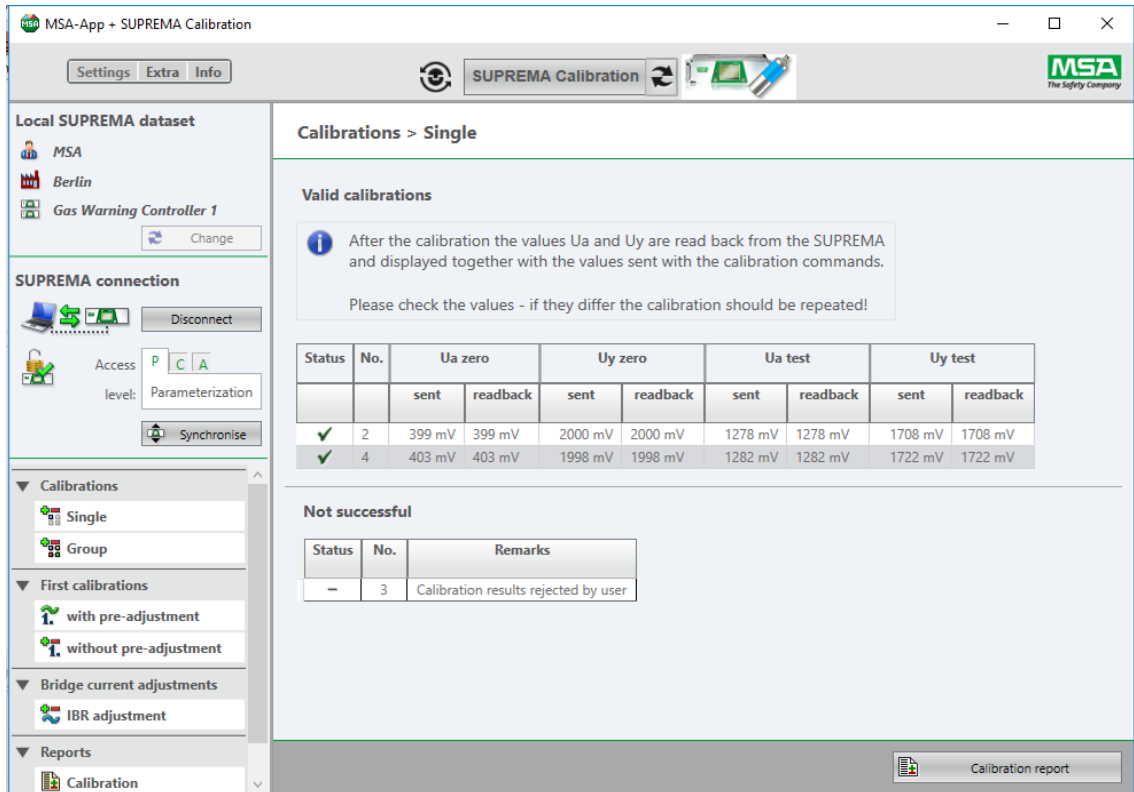 MSA-App + SUPREMA Calibration
Settings Extra Info
SUPREMA Calibration
MSA
The Safety Company
Local SUPREMA dataset
MSA
Berlin
Gas Warning Controller 1
Change
SUPREMA connection
Disconnect
Access level:
P C A
Parameterization
Synchronise
Calibrations
Single
Group
First calibrations
with pre-adjustment
without pre-adjustment
Bridge current adjustments
IBR adjustment
Reports
Calibration
Calibrations > Single
Valid calibrations
After the calibration the values Ua and Uy are read back from the SUPREMA
and displayed together with the values sent with the calibration commands.
Please check the values - if they differ the calibration should be repeated!
Status No. Ua zero Uy zero Ua test Uy test
sent readback sent readback sent readback sent readback
2 399 mV 399 mV 2000 mV 2000 mV 1278 mV 1278 mV 1708 mV 1708 mV
4 403 mV 403 mV 1998 mV 1998 mV 1282 mV 1282 mV 1722 mV 1722 mV
Not successful
Status No. Remarks
– 3 Calibration results rejected by user
Calibration report